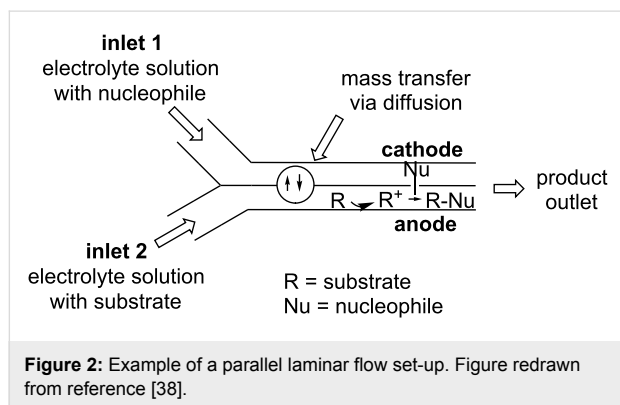 inlet 1
electrolyte solution
with nucleophile
mass transfer
via diffusion
cathode
Nu
R R+ R-Nu
anode
product
outlet
inlet 2
electrolyte solution
with substrate
R = substrate
Nu = nucleophile
Figure 2: Example of a parallel laminar flow set-up. Figure redrawn
from reference [38].